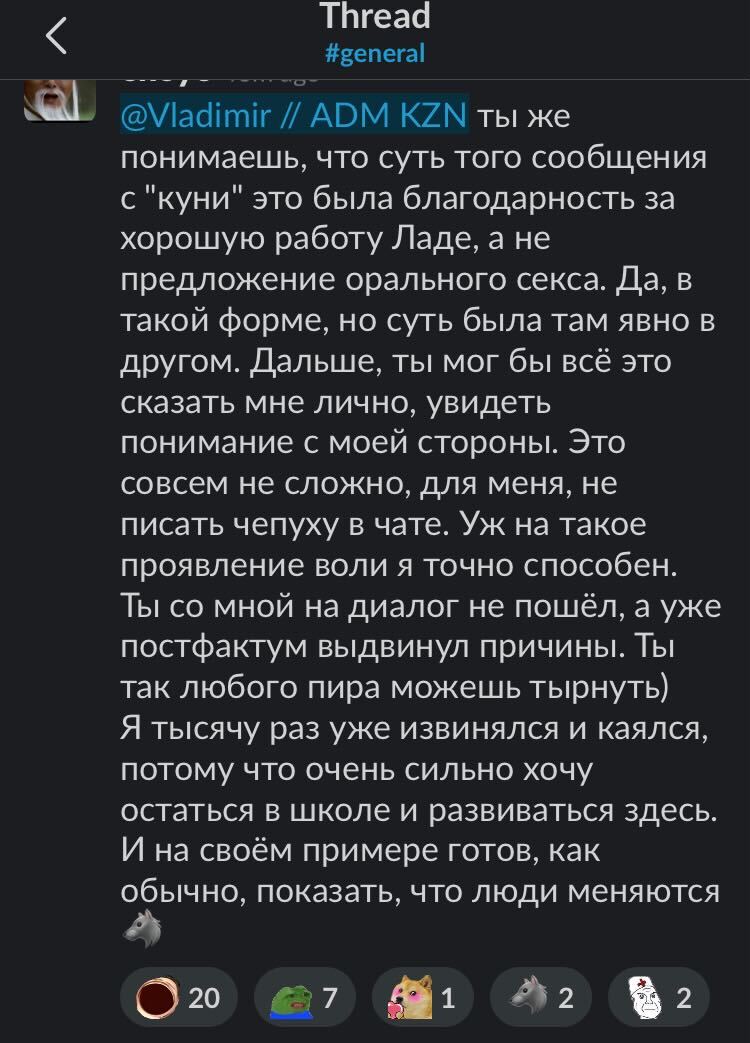 Thread
#general
@Vladimir // ADM KZN ты же
понимаешь, что суть того сообщения
с "куни" это была благодарность за
хорошую работу Ладе, а не
предложение орального секса. Да, в
такой форме, но суть была там явно в
другом. Дальше, ты мог бы всё это
сказать мне лично, увидеть
понимание с моей стороны. Это
совсем не сложно, для меня, не
писать чепуху в чате. Уж на такое
проявление воли я точно способен.
Ты со мной на диалог не пошёл, а уже
постфактум выдвинул причины. Ты
так любого пира можешь тырнуть)
Я тысячу раз уже извинялся и каялся,
потому что очень сильно хочу
остаться в школе и развиваться здесь.
И на своём примере готов, как
обычно, показать, что люди меняются
20 7 1 2 2